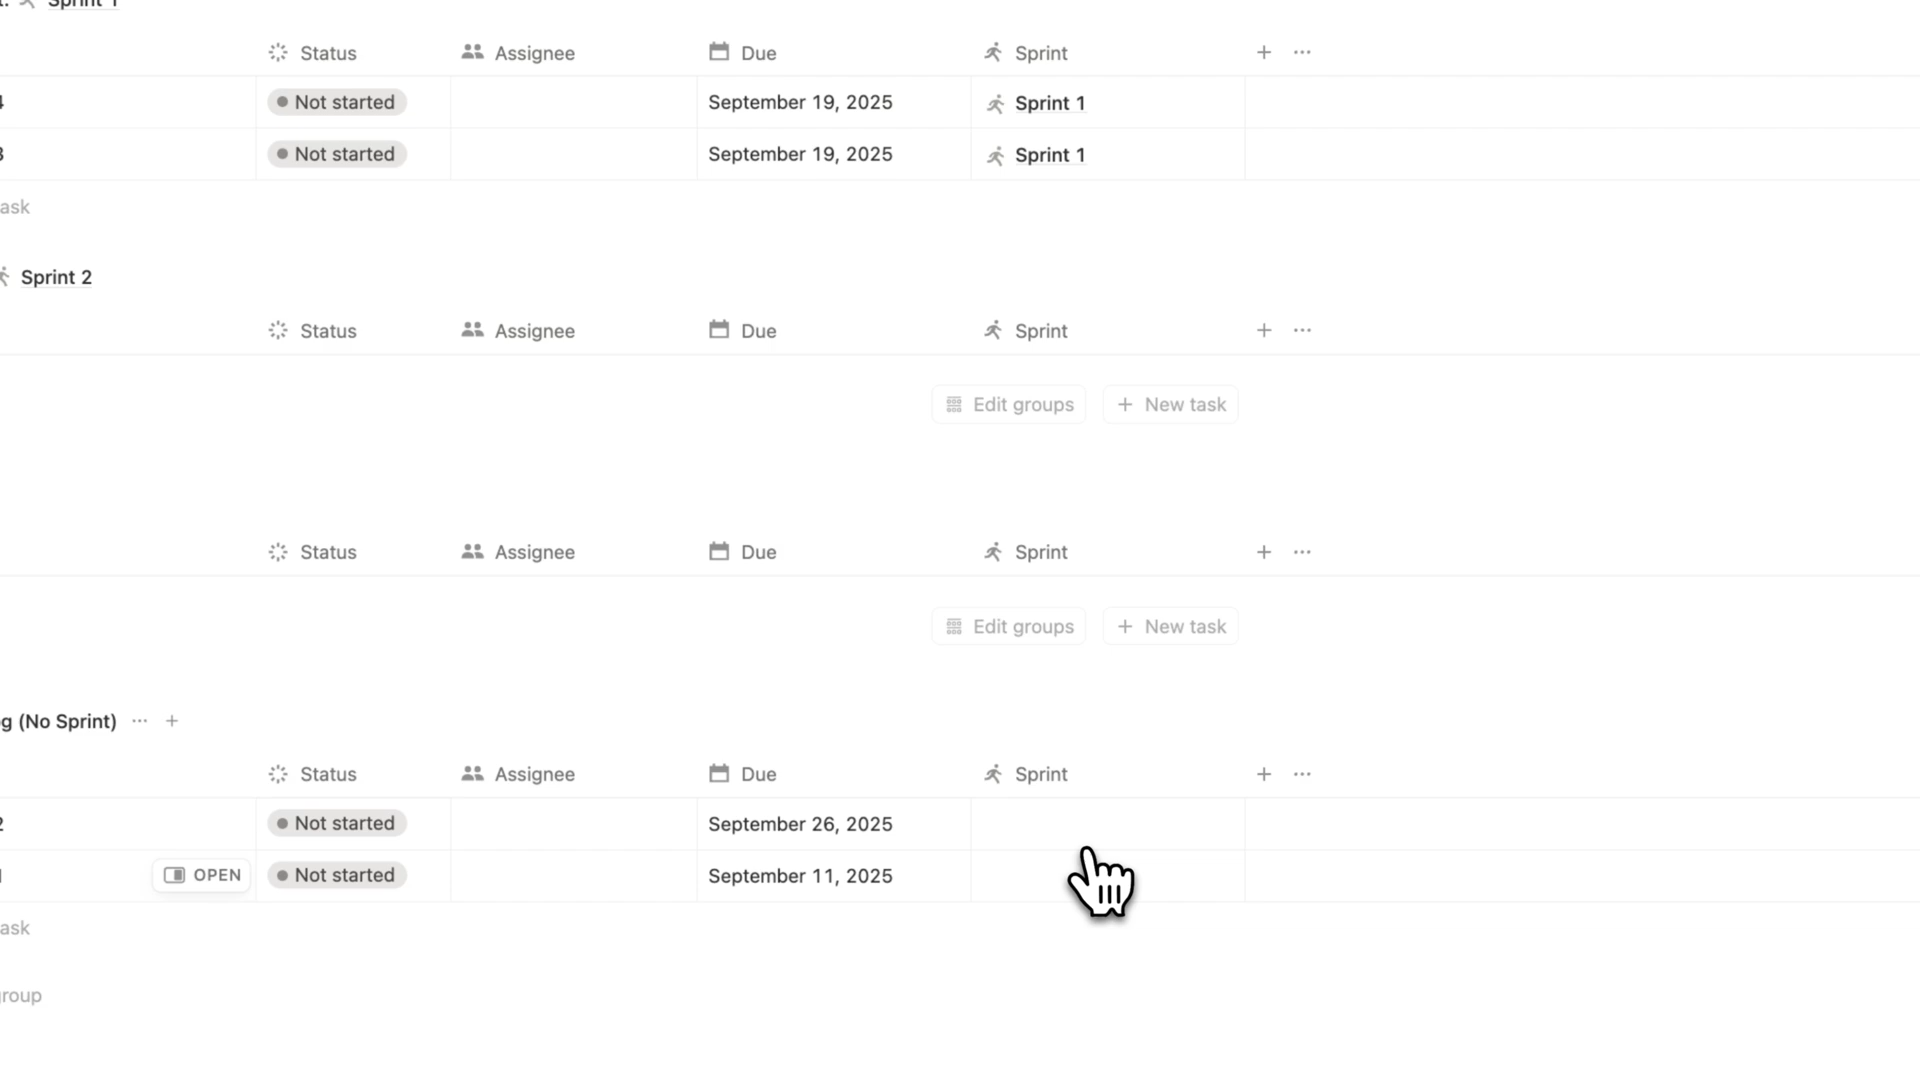 Sprint 1
Status Assignee Due Sprint + ...
4 Not started September 19, 2025 Sprint 1
3 Not started September 19, 2025 Sprint 1
ask
Sprint 2
Status Assignee Due Sprint + ...
Edit groups + New task
Status Assignee Due Sprint + ...
Edit groups + New task
g (No Sprint) ... +
Status Assignee Due Sprint + ...
2 Not started September 26, 2025
OPEN Not started September 11, 2025
ask
roup